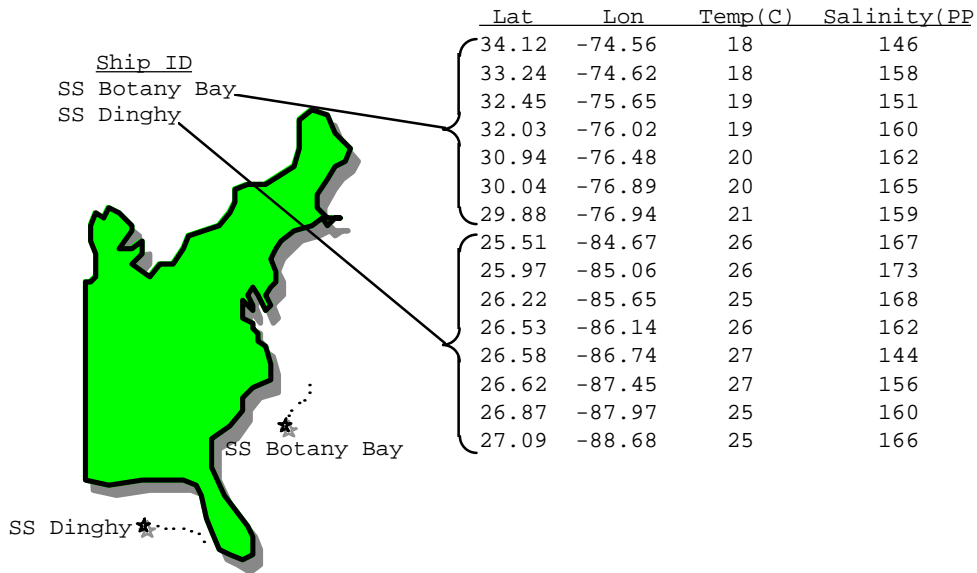 Lat Lon Temp(C) Salinity(PP
34.12 -74.56 18 146
Ship ID
33.24 -74.62 18 158
SS Botany Bay
32.45 -75.65 19 151
SS Dinghy
32.03 -76.02 19 160
30.94 -76.48 20 162
30.04 -76.89 20 165
29.88 -76.94 21 159
25.51 -84.67 26 167
25.97 -85.06 26 173
26.22 -85.65 25 168
26.53 -86.14 26 162
26.58 -86.74 27 144
26.62 -87.45 27 156
26.87 -87.97 25 160
27.09 -88.68 25 166
SS Botany Bay
SS Dinghy